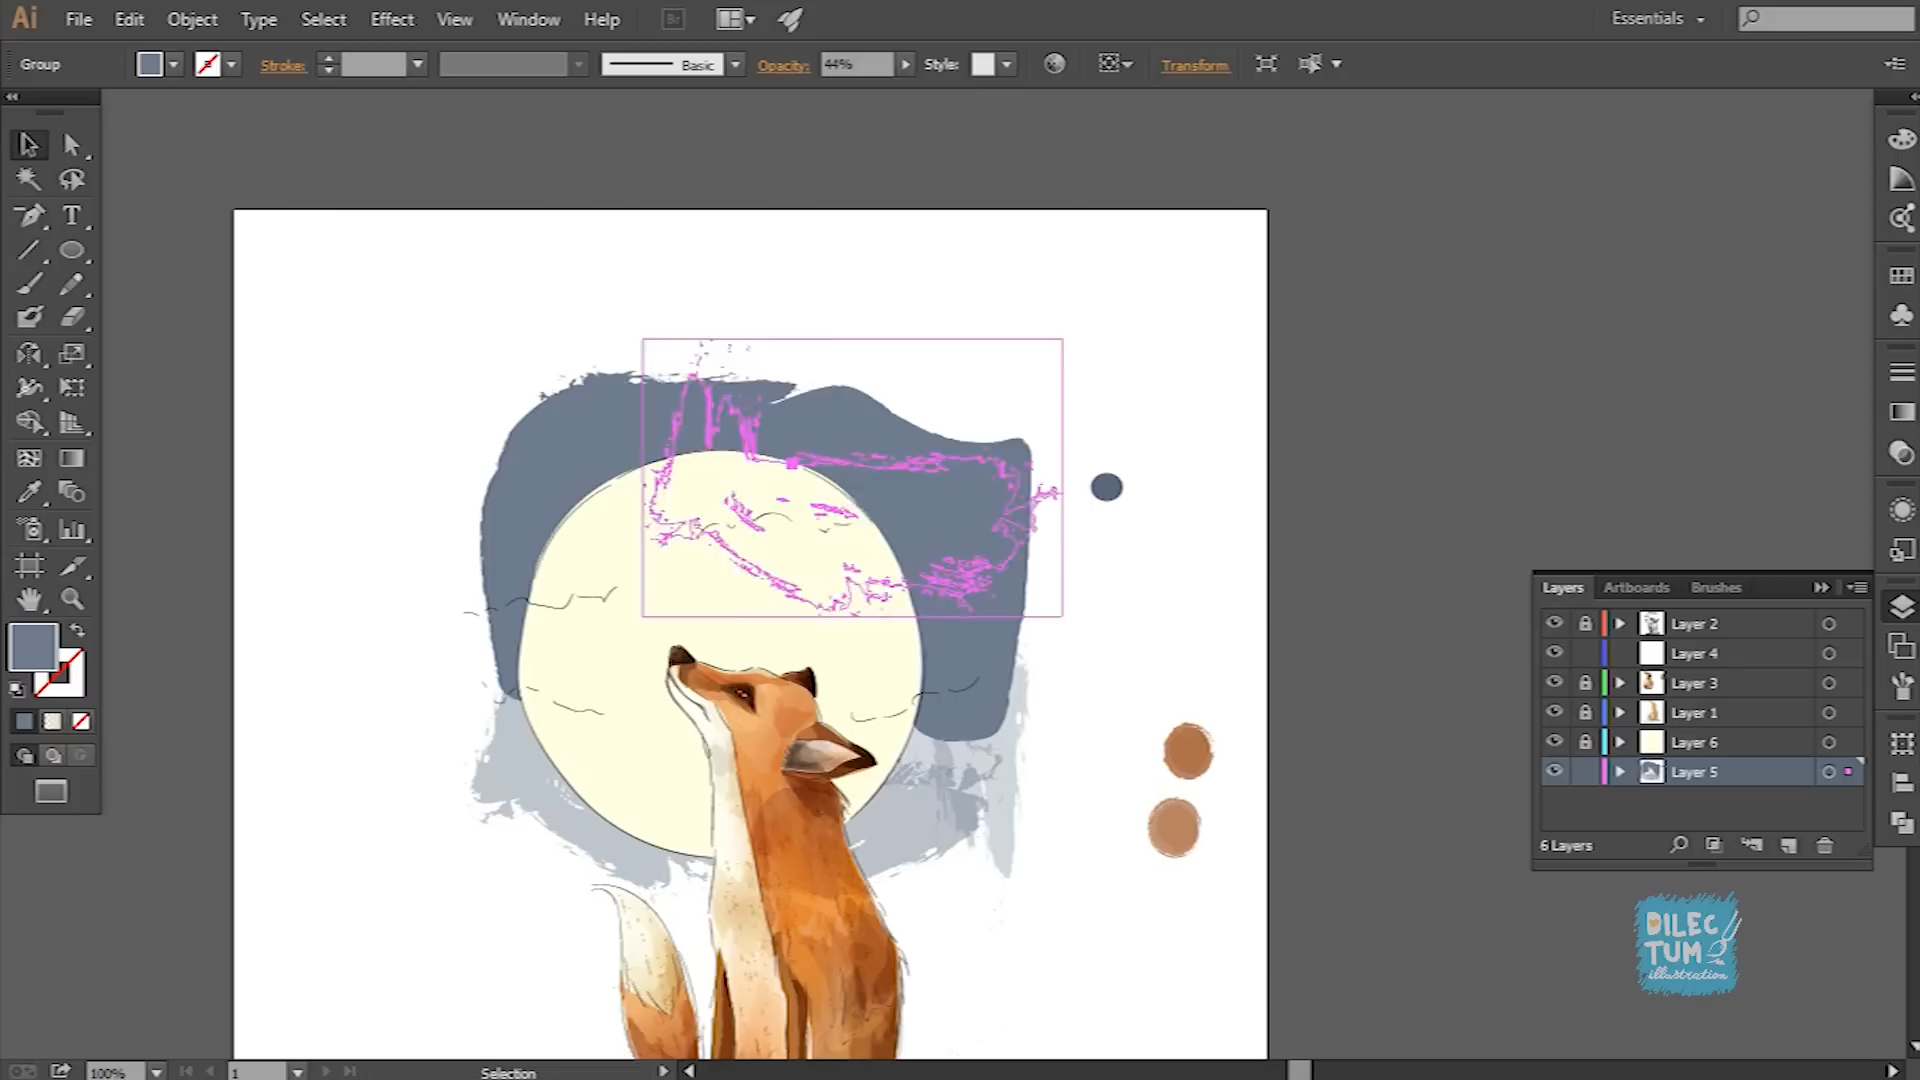 Ai File Edit Object Type Select Effect View Window Help Br Essentials
Group Stroke: Basic Opacity: 44% Style: Transform
T
Layers Artboards Brushes
Layer 2
Layer 4
Layer 3
Layer 1
Layer 6
Layer 5
6 Layers
DILEC
TUM
illustration
100% 1 Selection